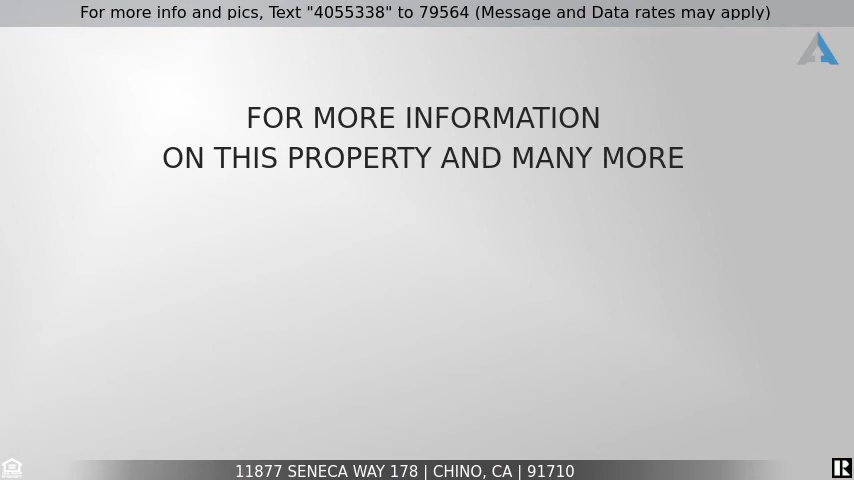 For more info and pics, Text "4055338" to 79564 (Message and Data rates may apply)
FOR MORE INFORMATION
ON THIS PROPERTY AND MANY MORE
11877 SENECA WAY 178 | CHINO, CA | 91710